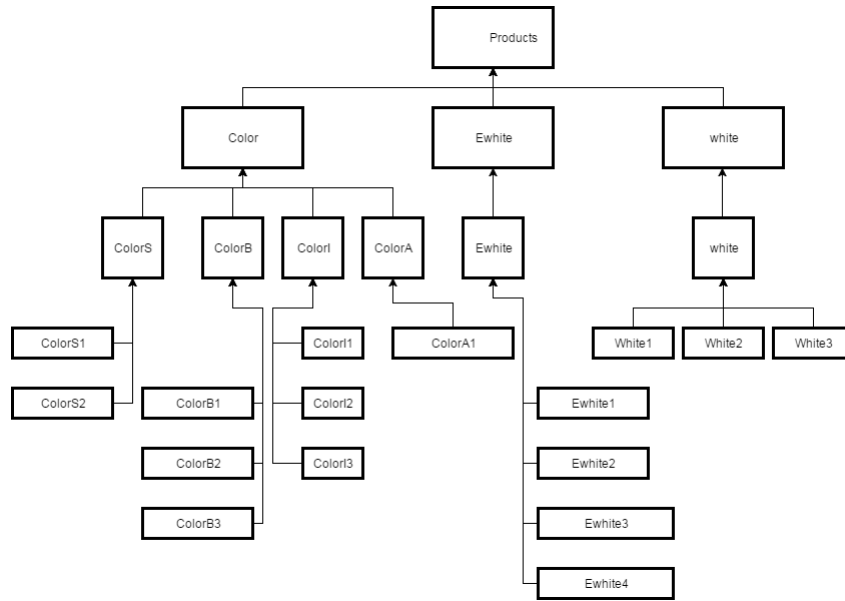 Products
Color
Ewhite
white
ColorS
ColorB
ColorI
ColorA
Ewhite
white
ColorS1
ColorI1
ColorA1
White1
White2
White3
ColorS2
ColorB1
ColorI2
Ewhite1
ColorB2
ColorI3
Ewhite2
ColorB3
Ewhite3
Ewhite4